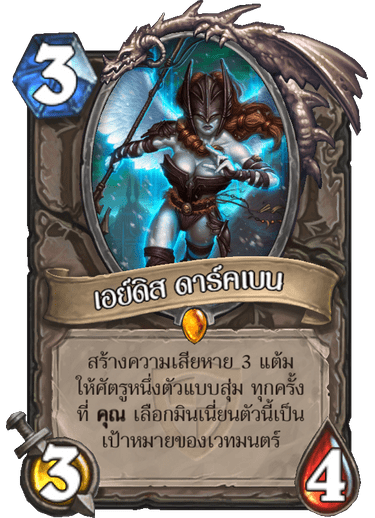 3
เอย์ดิส ดาร์คเบน
สร้างความเสียหาย 3 แต้ม
ให้ศัตรูหนึ่งตัวแบบสุ่ม ทุกครั้ง
ที่ คุณ เลือกมินเนี่ยนตัวนี้เป็น
เป้าหมายของเวทมนตร์
3
4